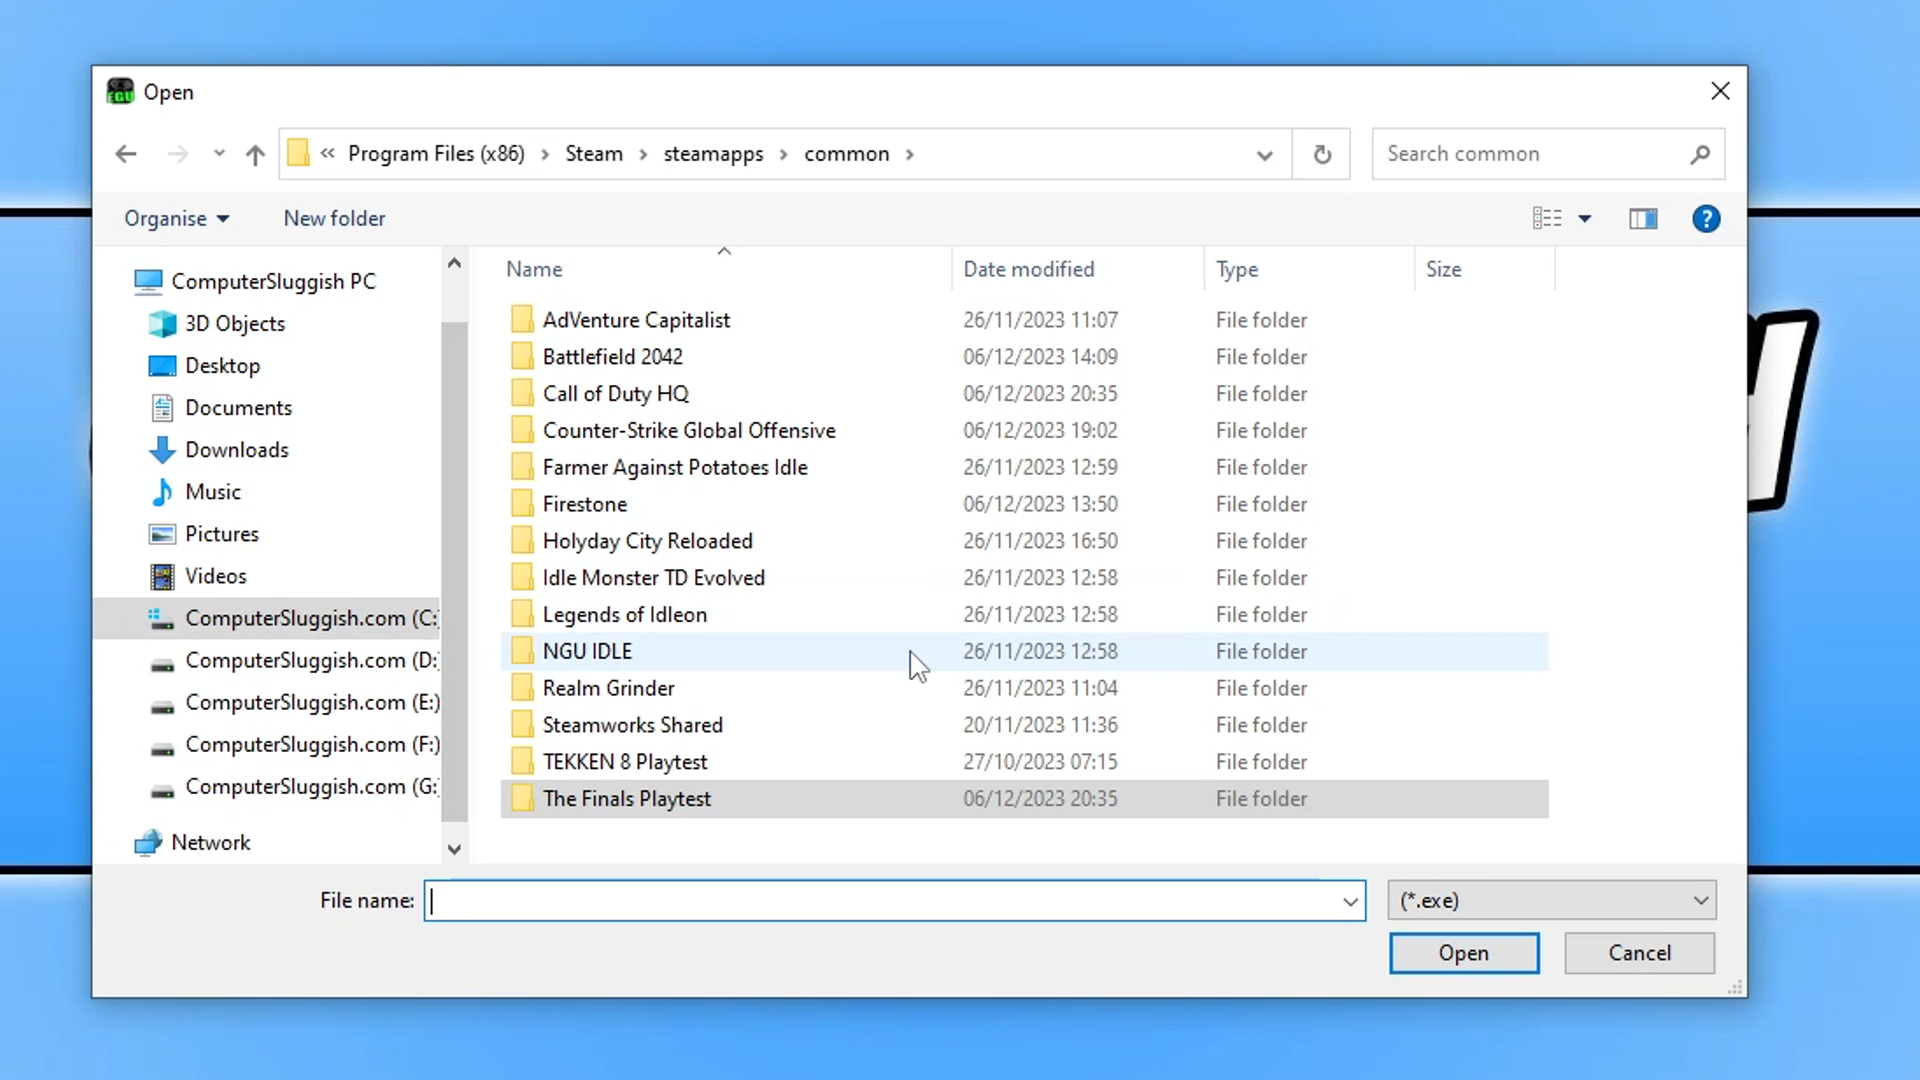 EGU Open
« Program Files (x86) > Steam > steamapps > common > Search common
Organise New folder ?
Name Date modified Type Size
ComputerSluggish PC
3D Objects
Desktop
Documents
Downloads
Music
Pictures
Videos
ComputerSluggish.com (C:)
ComputerSluggish.com (D:
ComputerSluggish.com (E:)
ComputerSluggish.com (F:)
ComputerSluggish.com (G:
Network
AdVenture Capitalist 26/11/2023 11:07 File folder
Battlefield 2042 06/12/2023 14:09 File folder
Call of Duty HQ 06/12/2023 20:35 File folder
Counter-Strike Global Offensive 06/12/2023 19:02 File folder
Farmer Against Potatoes Idle 26/11/2023 12:59 File folder
Firestone 06/12/2023 13:50 File folder
Holyday City Reloaded 26/11/2023 16:50 File folder
Idle Monster TD Evolved 26/11/2023 12:58 File folder
Legends of Idleon 26/11/2023 12:58 File folder
NGU IDLE 26/11/2023 12:58 File folder
Realm Grinder 26/11/2023 11:04 File folder
Steamworks Shared 20/11/2023 11:36 File folder
TEKKEN 8 Playtest 27/10/2023 07:15 File folder
The Finals Playtest 06/12/2023 20:35 File folder
File name: (*.exe)
Open Cancel